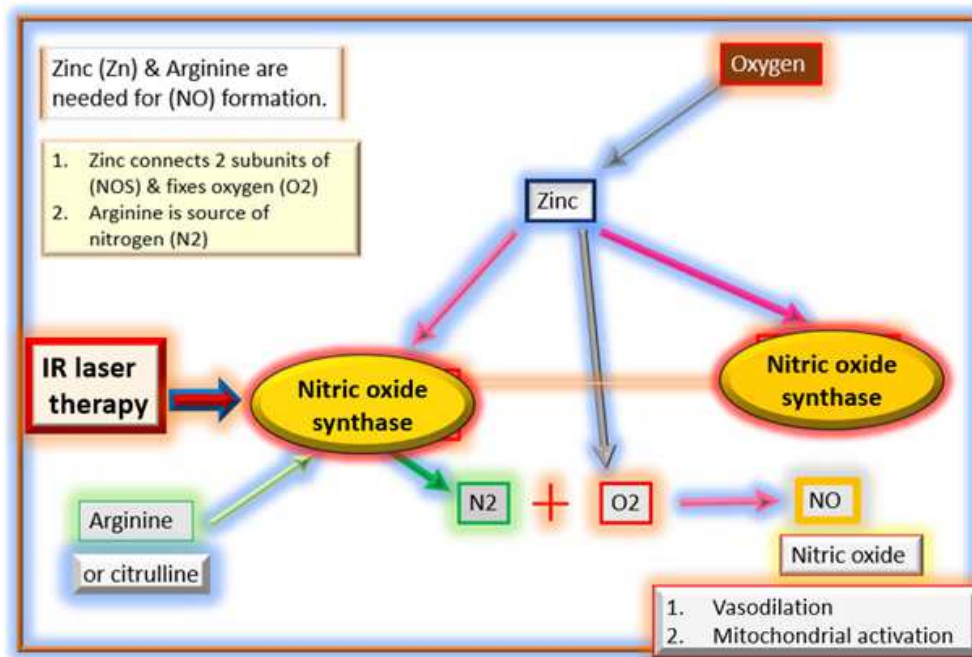 Zinc (Zn) & Arginine are
needed for (NO) formation.
Oxygen
1. Zinc connects 2 subunits of
(NOS) & fixes oxygen (O2)
2. Arginine is source of
nitrogen (N2)
Zinc
IR laser
therapy
Nitric oxide
synthase
Nitric oxide
synthase
Arginine
or citrulline
N2
+
O2
NO
Nitric oxide
1. Vasodilation
2. Mitochondrial activation